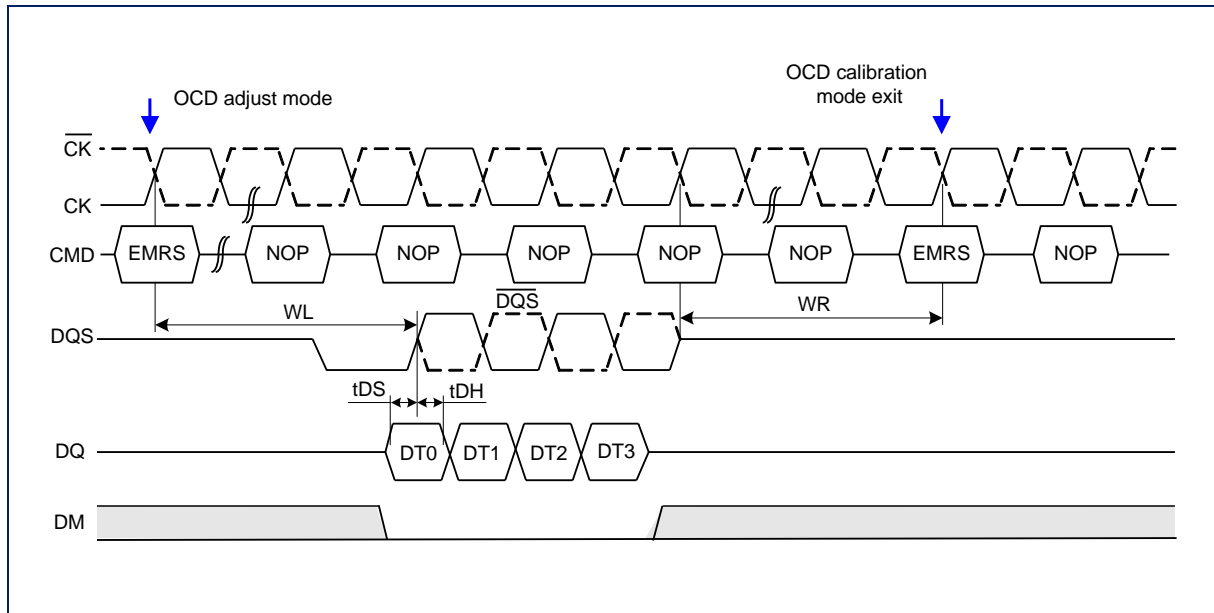 OCD adjust mode
OCD calibration
mode exit
CK
CK
CMD
EMRS
NOP
NOP
NOP
NOP
NOP
EMRS
NOP
WL
DQS
WR
DQS
tDS
tDH
DQ
DT0
DT1
DT2
DT3
DM